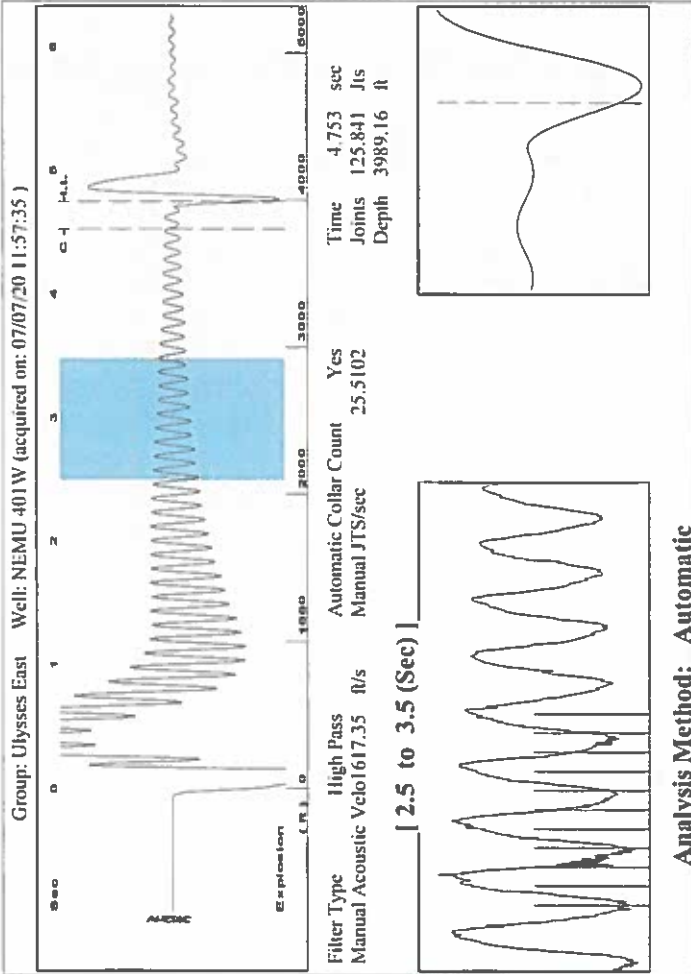 Group: Ulysses East Well: NEMU 401W (acquired on: 07/07/20 11:57:35 )
Sec 0 1 2 3 4 C H.L. 5 6
Explosion ( ft ) 0 1000 2000 3000 4000 5000
Filter Type High Pass Automatic Collar Count Yes Time 4.753 sec
Manual Acoustic Velo1617.35 ft/s Manual JTS/sec 25.5102 Joints 125.841 Jts
Depth 3989.16 ft
[ 2.5 to 3.5 (Sec) ]
Analysis Method: Automatic